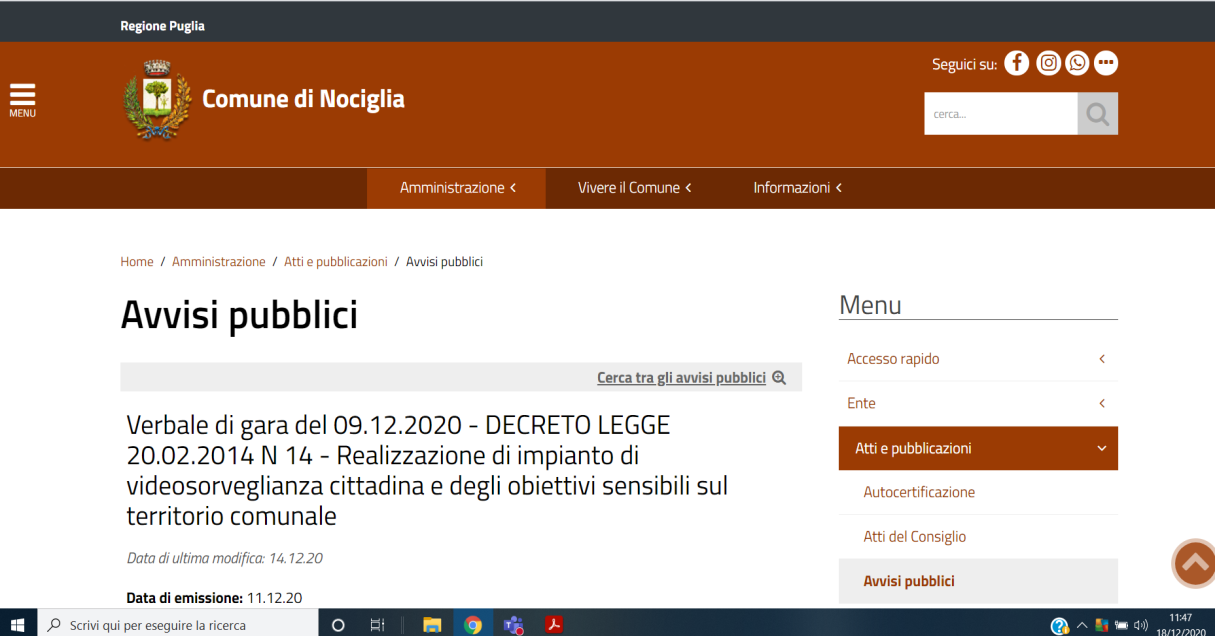 Regione Puglia
MENU
Comune di Nociglia
Seguici su:
cerca...
Amministrazione <
Vivere il Comune <
Informazioni <
Home / Amministrazione / Atti e pubblicazioni / Avvisi pubblici
Avvisi pubblici
Cerca tra gli avvisi pubblici
Verbale di gara del 09.12.2020 - DECRETO LEGGE
20.02.2014 N 14 - Realizzazione di impianto di
videosorveglianza cittadina e degli obiettivi sensibili sul
territorio comunale
Data di ultima modifica: 14.12.20
Data di emissione: 11.12.20
Menu
Accesso rapido
Ente
Atti e pubblicazioni
Autocertificazione
Atti del Consiglio
Avvisi pubblici
Scrivi qui per eseguire la ricerca
11:47
18/12/2020